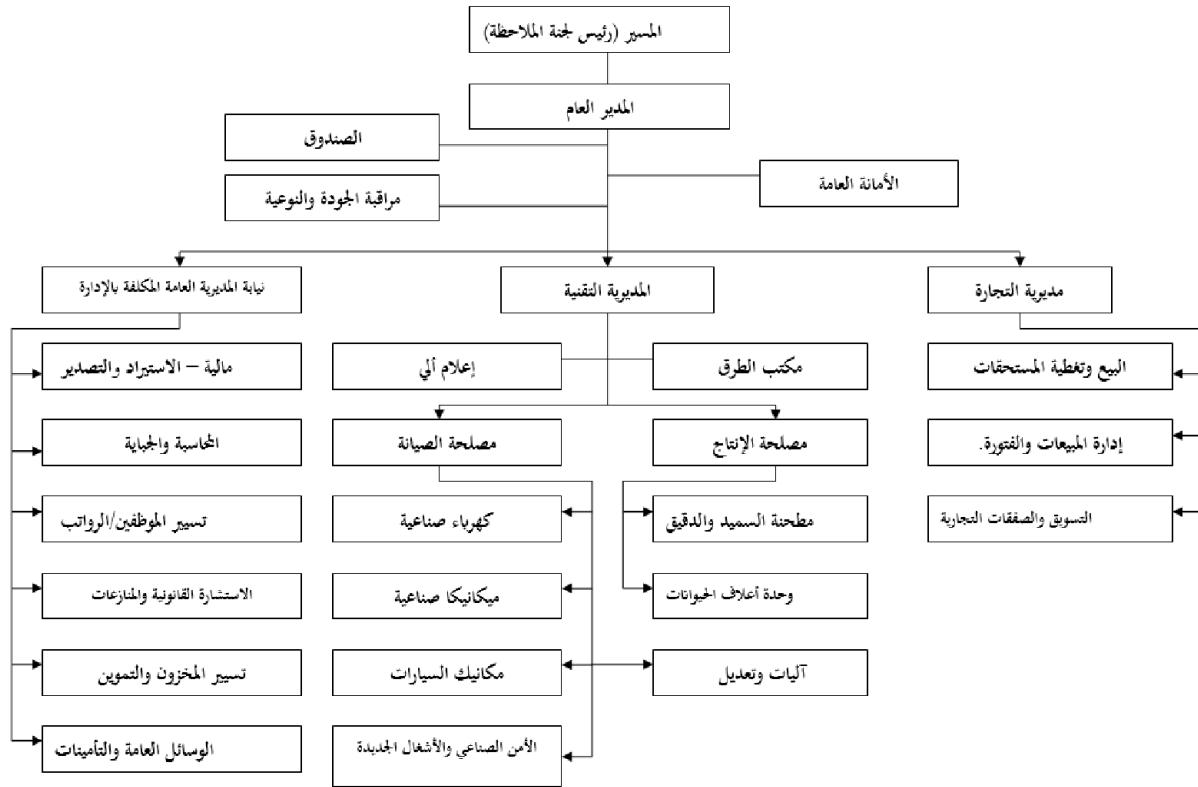 المسير (رئيس لجنة الملاحظة)
المدير العام
الصندوق
الأمانة العامة
مراقبة الجودة والنوعية
مديرية التجارة
المديرية التقنية
نيابة المديرية العامة المكلفة بالإدارة
البيع وتغطية المستحقات
مكتب الطرق
إعلام ألي
مالية – الاستيراد والتصدير
إدارة المبيعات والفتورة.
مصلحة الإنتاج
مصلحة الصيانة
المحاسبة والجباية
التسويق والصفقات التجارية
مطحنة السميد والدقيق
كهرباء صناعية
تسيير الموظفين/الرواتب
وحدة أعلاف الحيوانات
ميكانيكا صناعية
الاستشارة القانونية والمنازعات
آليات وتعديل
مكانيك السيارات
تسيير المخزون والتموين
الأمن الصناعي والأشغال الجديدة
الوسائل العامة والتأمينات